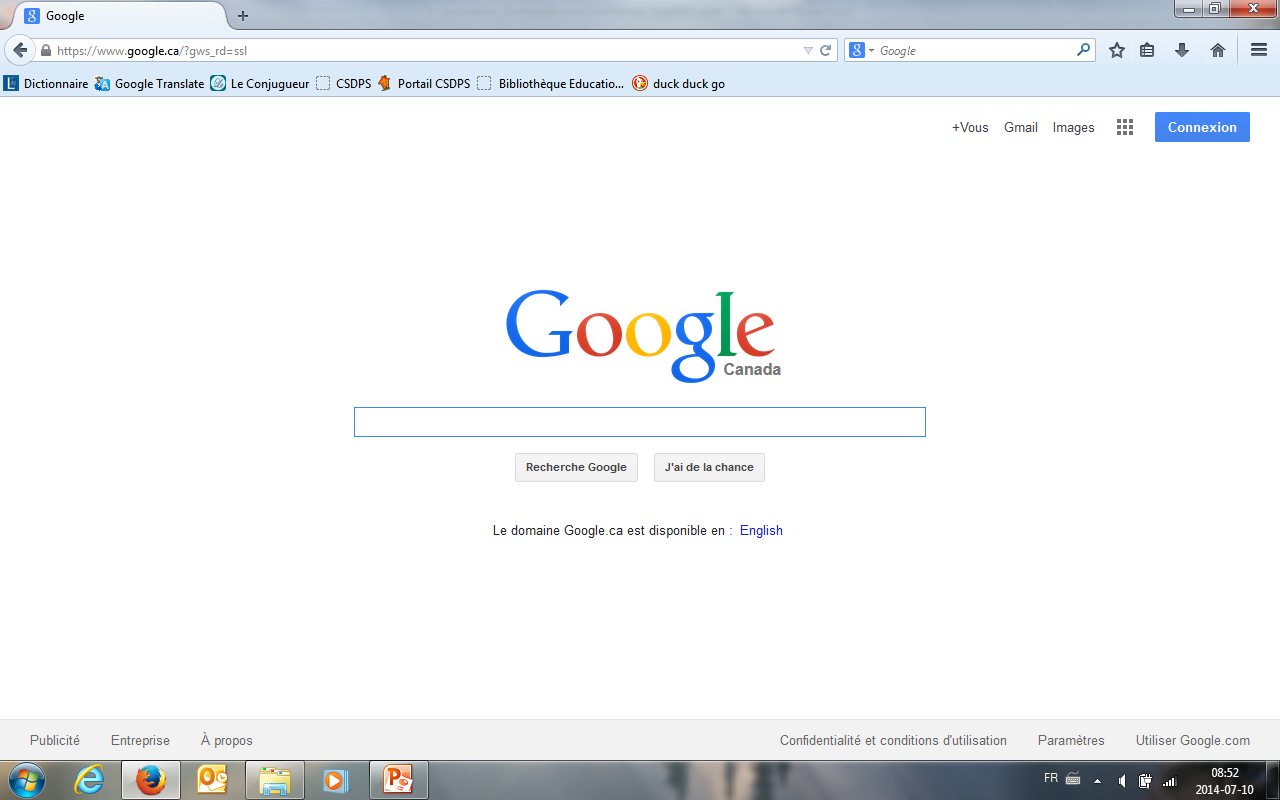 Google
https://www.google.ca/?gws_rd=ssl
Google
Dictionnaire Google Translate Le Conjugueur CSDPS Portail CSDPS Bibliothèque Educatio... duck duck go
+Vous Gmail Images Connexion
Google
Canada
Recherche Google J'ai de la chance
Le domaine Google.ca est disponible en : English
Publicité Entreprise À propos Confidentialité et conditions d'utilisation Paramètres Utiliser Google.com
FR 08:52
2014-07-10